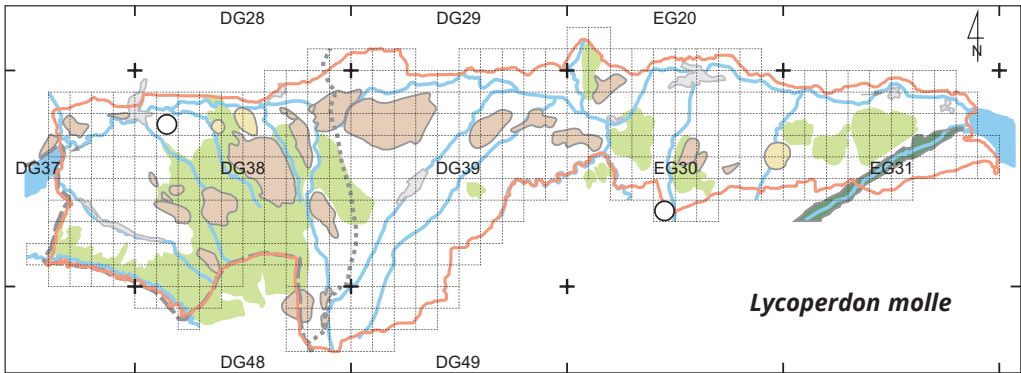 DG28 DG29 EG20
N
DG37 DG38 DG39 EG30 EG31
Lycoperdon molle
DG48 DG49